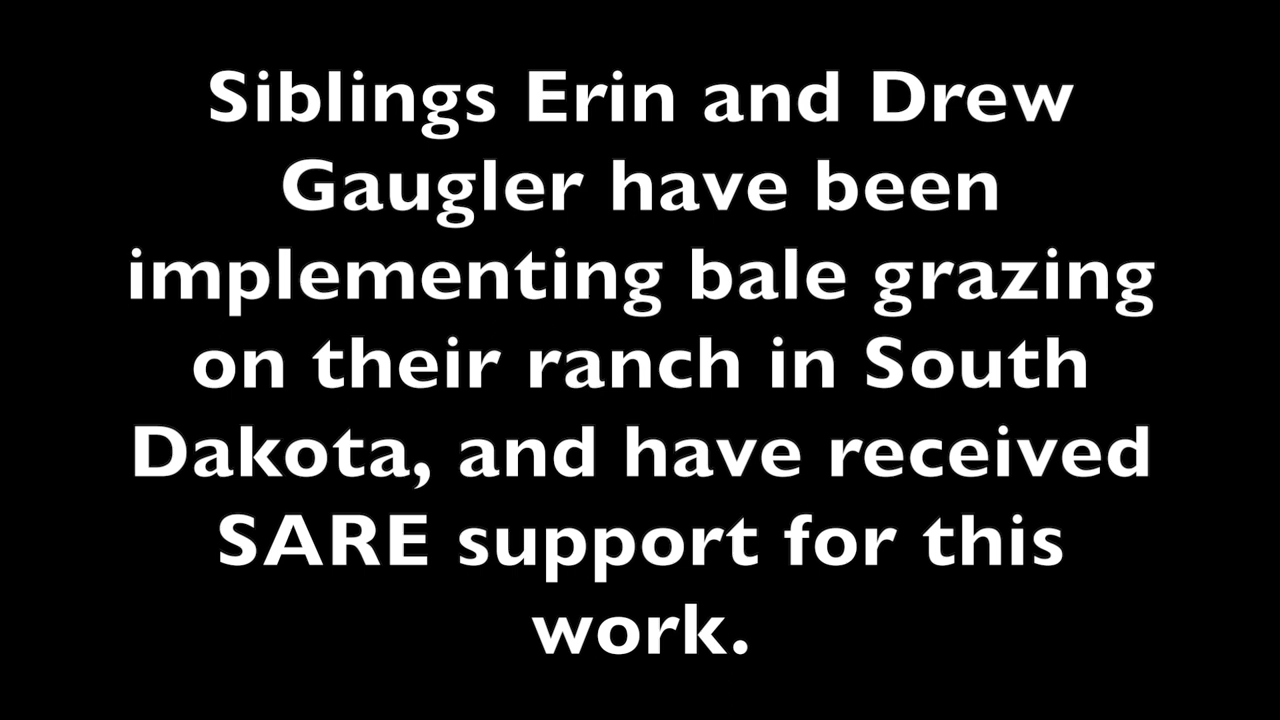 Siblings Erin and Drew
Gaugler have been
implementing bale grazing
on their ranch in South
Dakota, and have received
SARE support for this
work.